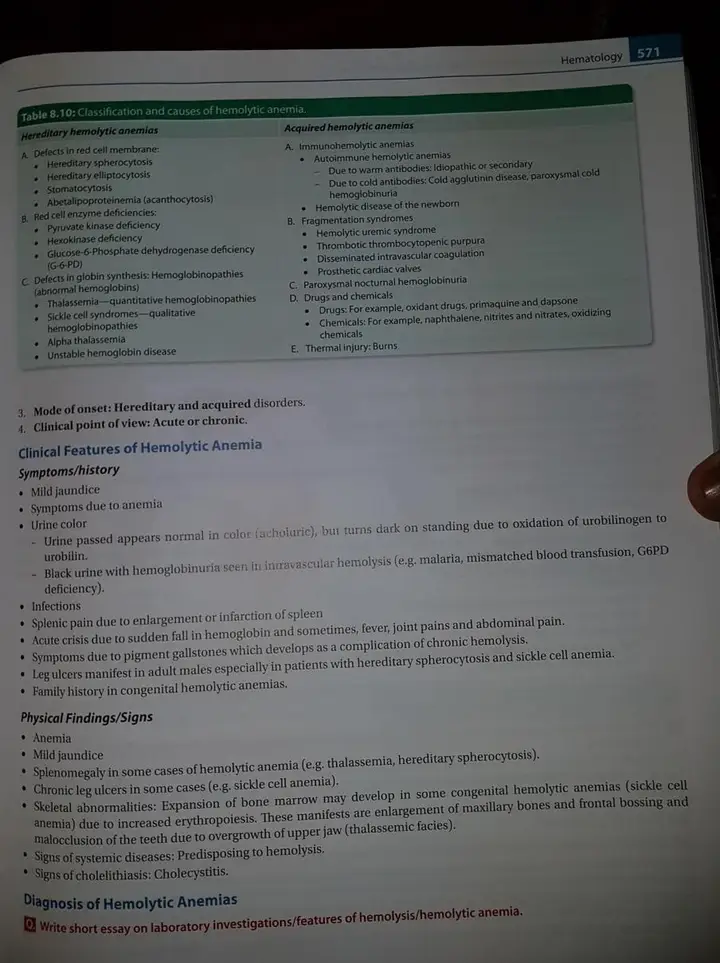 Hematology 571
Table 8.10: Classification and causes of hemolytic anemia.
Hereditary hemolytic anemias
A. Defects in red cell membrane:
• Hereditary spherocytosis
• Hereditary elliptocytosis
• Stomatocytosis
• Abetalipoproteinemia (acanthocytosis)
B. Red cell enzyme deficiencies:
• Pyruvate kinase deficiency
• Hexokinase deficiency
• Glucose-6-Phosphate dehydrogenase deficiency
(G-6-PD)
C. Defects in globin synthesis: Hemoglobinopathies
(abnormal hemoglobins)
• Thalassemia—quantitative hemoglobinopathies
• Sickle cell syndromes—qualitative
hemoglobinopathies
• Alpha thalassemia
• Unstable hemoglobin disease
Acquired hemolytic anemias
A. Immunohemolytic anemias
• Autoimmune hemolytic anemias
– Due to warm antibodies: Idiopathic or secondary
– Due to cold antibodies: Cold agglutinin disease, paroxysmal cold
hemoglobinuria
• Hemolytic disease of the newborn
B. Fragmentation syndromes
• Hemolytic uremic syndrome
• Thrombotic thrombocytopenic purpura
• Disseminated intravascular coagulation
• Prosthetic cardiac valves
C. Paroxysmal nocturnal hemoglobinuria
D. Drugs and chemicals
• Drugs: For example, oxidant drugs, primaquine and dapsone
• Chemicals: For example, naphthalene, nitrites and nitrates, oxidizing
chemicals
E. Thermal injury: Burns
3. Mode of onset: Hereditary and acquired disorders.
4. Clinical point of view: Acute or chronic.
Clinical Features of Hemolytic Anemia
Symptoms/history
• Mild jaundice
• Symptoms due to anemia
• Urine color
– Urine passed appears normal in color (acholuric), but turns dark on standing due to oxidation of urobilinogen to
urobilin.
– Black urine with hemoglobinuria seen in intravascular hemolysis (e.g. malaria, mismatched blood transfusion, G6PD
deficiency).
• Infections
• Splenic pain due to enlargement or infarction of spleen
• Acute crisis due to sudden fall in hemoglobin and sometimes, fever, joint pains and abdominal pain.
• Symptoms due to pigment gallstones which develops as a complication of chronic hemolysis.
• Leg ulcers manifest in adult males especially in patients with hereditary spherocytosis and sickle cell anemia.
• Family history in congenital hemolytic anemias.
Physical Findings/Signs
• Anemia
• Mild jaundice
• Splenomegaly in some cases of hemolytic anemia (e.g. thalassemia, hereditary spherocytosis).
• Chronic leg ulcers in some cases (e.g. sickle cell anemia).
• Skeletal abnormalities: Expansion of bone marrow may develop in some congenital hemolytic anemias (sickle cell
anemia) due to increased erythropoiesis. These manifests are enlargement of maxillary bones and frontal bossing and
malocclusion of the teeth due to overgrowth of upper jaw (thalassemic facies).
• Signs of systemic diseases: Predisposing to hemolysis.
• Signs of cholelithiasis: Cholecystitis.
Diagnosis of Hemolytic Anemias
Q. Write short essay on laboratory investigations/features of hemolysis/hemolytic anemia.